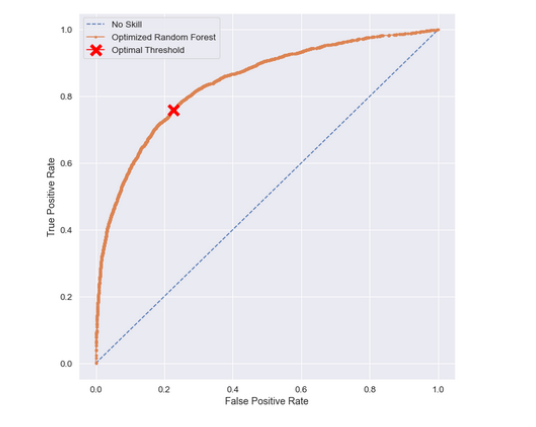 No Skill
Optimized Random Forest
Optimal Threshold
1.0
0.8
0.6
0.4
0.2
0.0
True Positive Rate
0.0 0.2 0.4 0.6 0.8 1.0
False Positive Rate